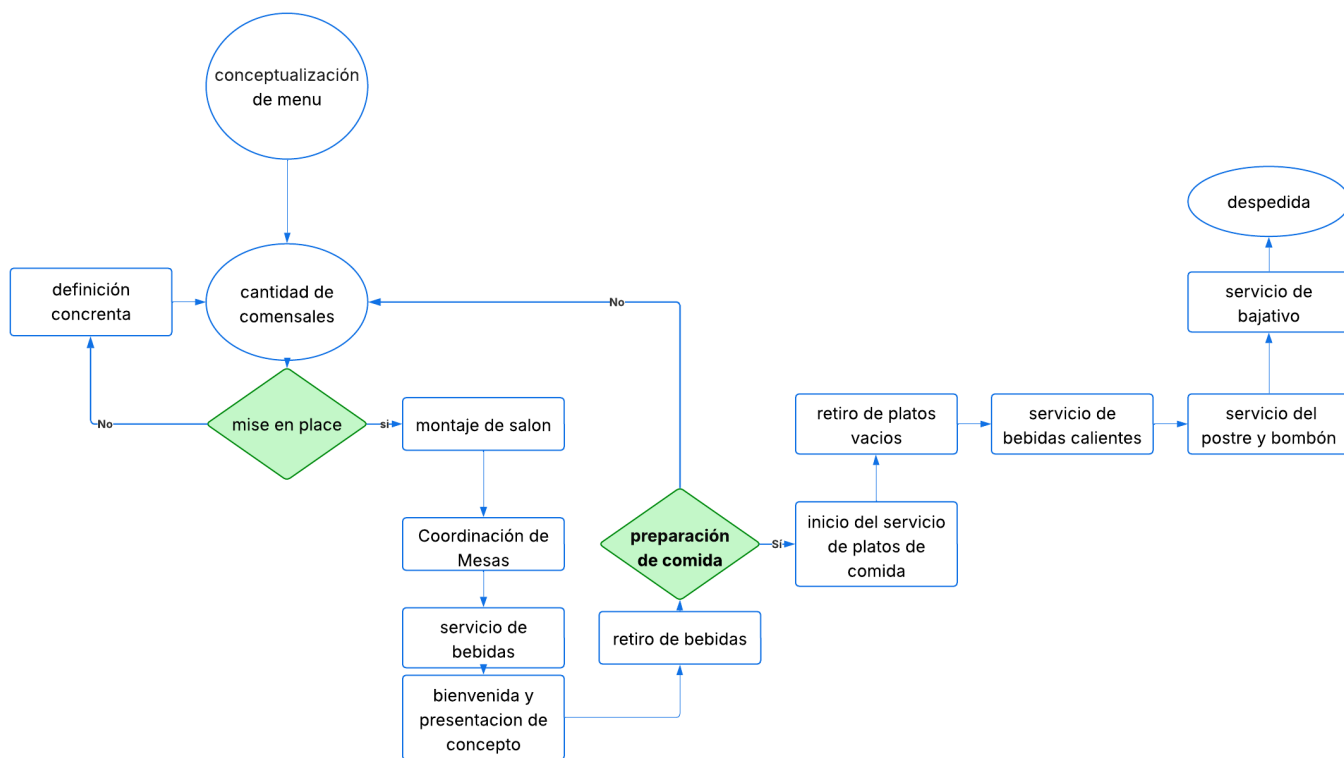 conceptualización
de menu
cantidad de
comensales
definición
concrenta
No
mise en place
si
montaje de salon
Coordinación de
Mesas
servicio de
bebidas
bienvenida y
presentacion de
concepto
retiro de bebidas
preparación
de comida
No
Sí
inicio del servicio
de platos de
comida
retiro de platos
vacios
servicio de
bebidas calientes
servicio del
postre y bombón
servicio de
bajativo
despedida